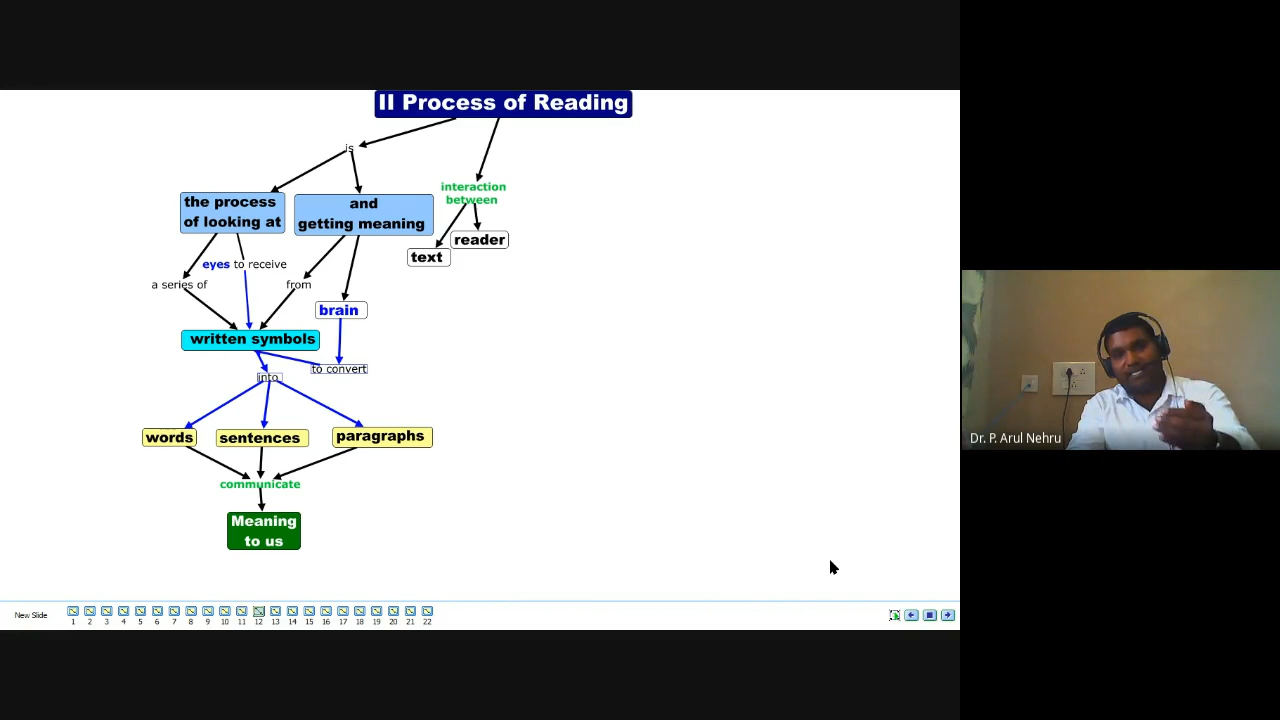 II Process of Reading
is
interaction
between
the process
of looking at
and
getting meaning
reader
text
eyes to receive
a series of
from
brain
written symbols
to convert
into
words
sentences
paragraphs
communicate
Meaning
to us
Dr. P. Arul Nehru
New Slide
1 2 3 4 5 6 7 8 9 10 11 12 13 14 15 16 17 18 19 20 21 22